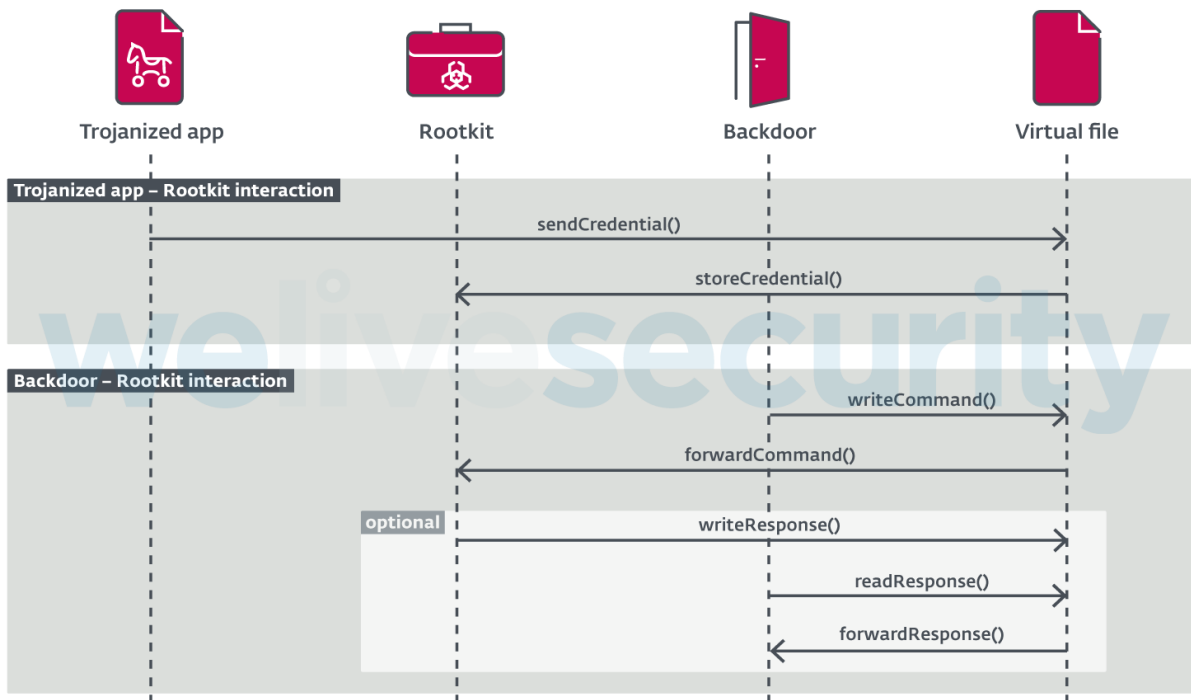 Trojanized app
Rootkit
Backdoor
Virtual file
Trojanized app – Rootkit interaction
sendCredential()
storeCredential()
welivesecurity
Backdoor – Rootkit interaction
writeCommand()
forwardCommand()
optional
writeResponse()
readResponse()
forwardResponse()